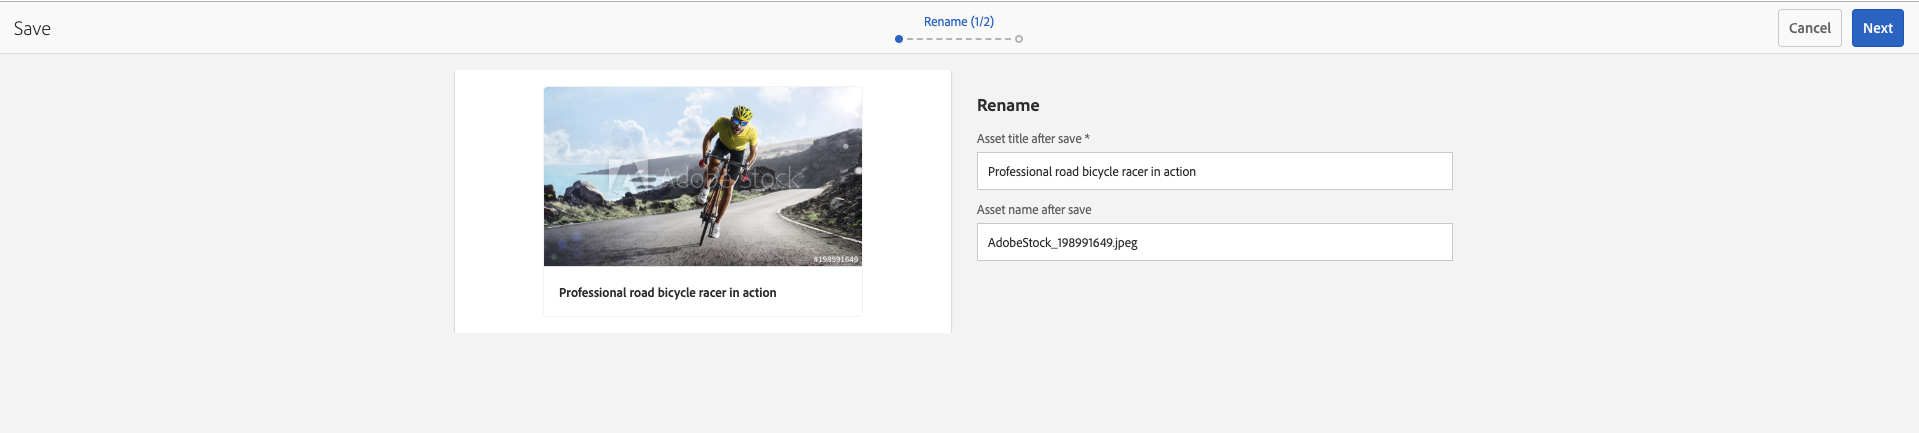 Save
Rename (1/2)
Cancel
Next
Adobe Stock
#198991649
Professional road bicycle racer in action
Rename
Asset title after save *
Professional road bicycle racer in action
Asset name after save
AdobeStock_198991649.jpeg